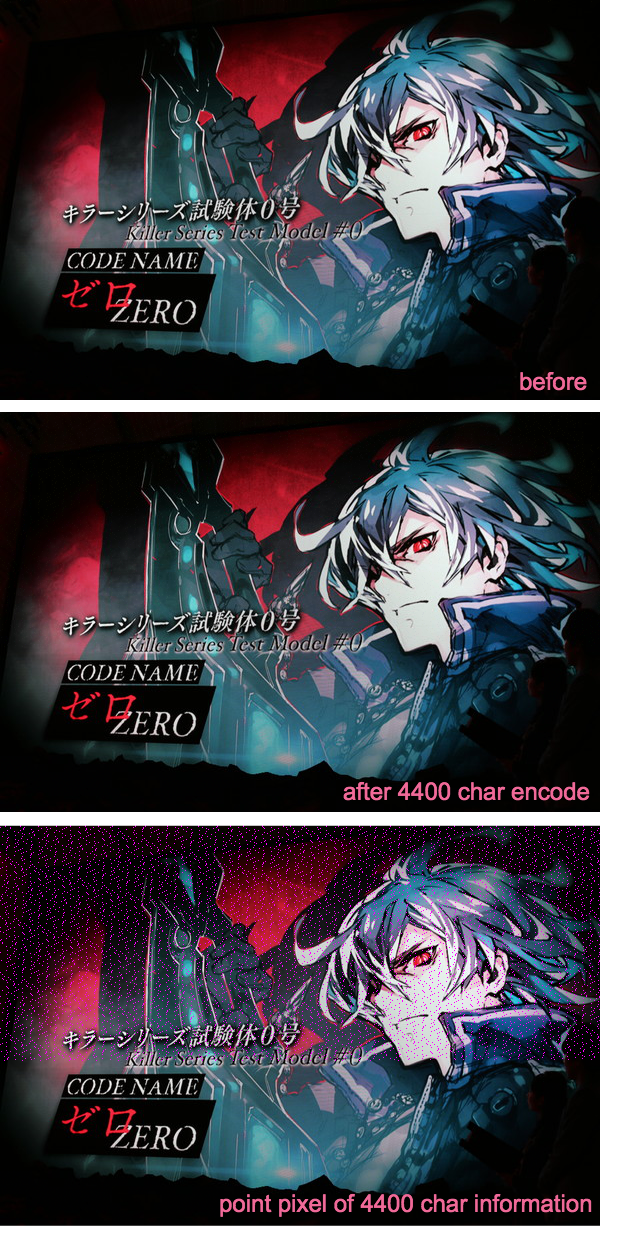 キラーシリーズ試験体0号
Killer Series Test Model #0
CODE NAME
ゼロ
ZERO
before
キラーシリーズ試験体0号
Killer Series Test Model #0
CODE NAME
ゼロ
ZERO
after 4400 char encode
キラーシリーズ試験体0号
Killer Series Test Model #0
CODE NAME
ゼロ
ZERO
point pixel of 4400 char information